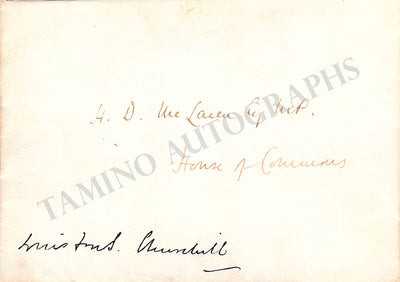 H. D. McLaren Esq M.P.
House of Commons
TAMINO AUTOGRAPHS
Winston S. Churchill